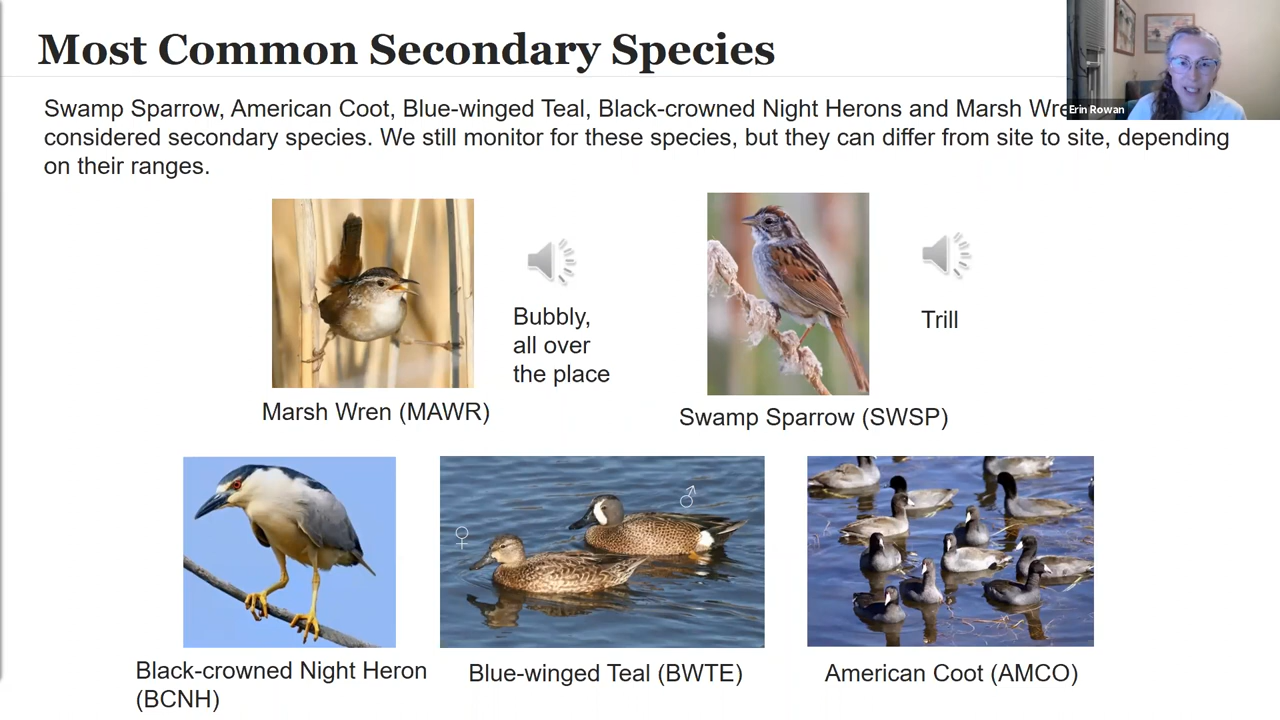 Most Common Secondary Species
Erin Rowan
Swamp Sparrow, American Coot, Blue-winged Teal, Black-crowned Night Herons and Marsh
considered secondary species. We still monitor for these species, but they can differ from site to site, depending
on their ranges.
Bubbly,
all over
the place
Trill
Marsh Wren (MAWR)
Swamp Sparrow (SWSP)
♀
♂
Black-crowned Night Heron
(BCNH)
Blue-winged Teal (BWTE)
American Coot (AMCO)